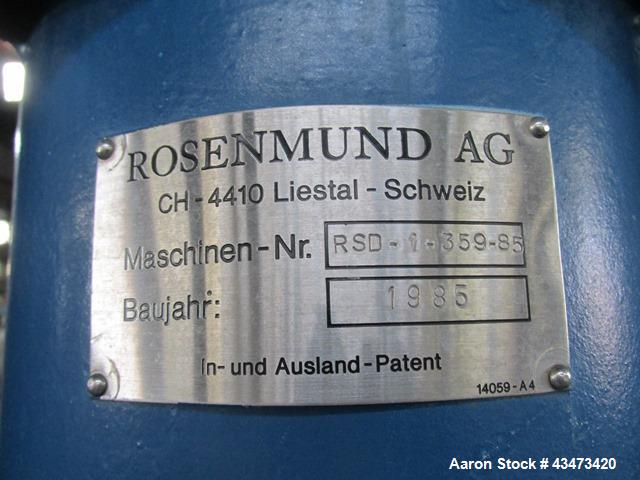 ROSENMUND AG
CH-4410 Liestal - Schweiz
Maschinen-Nr. RSD-1-359-85
Baujahr: 1985
In- und Ausland-Patent
14059-A4
Aaron Stock # 43473420